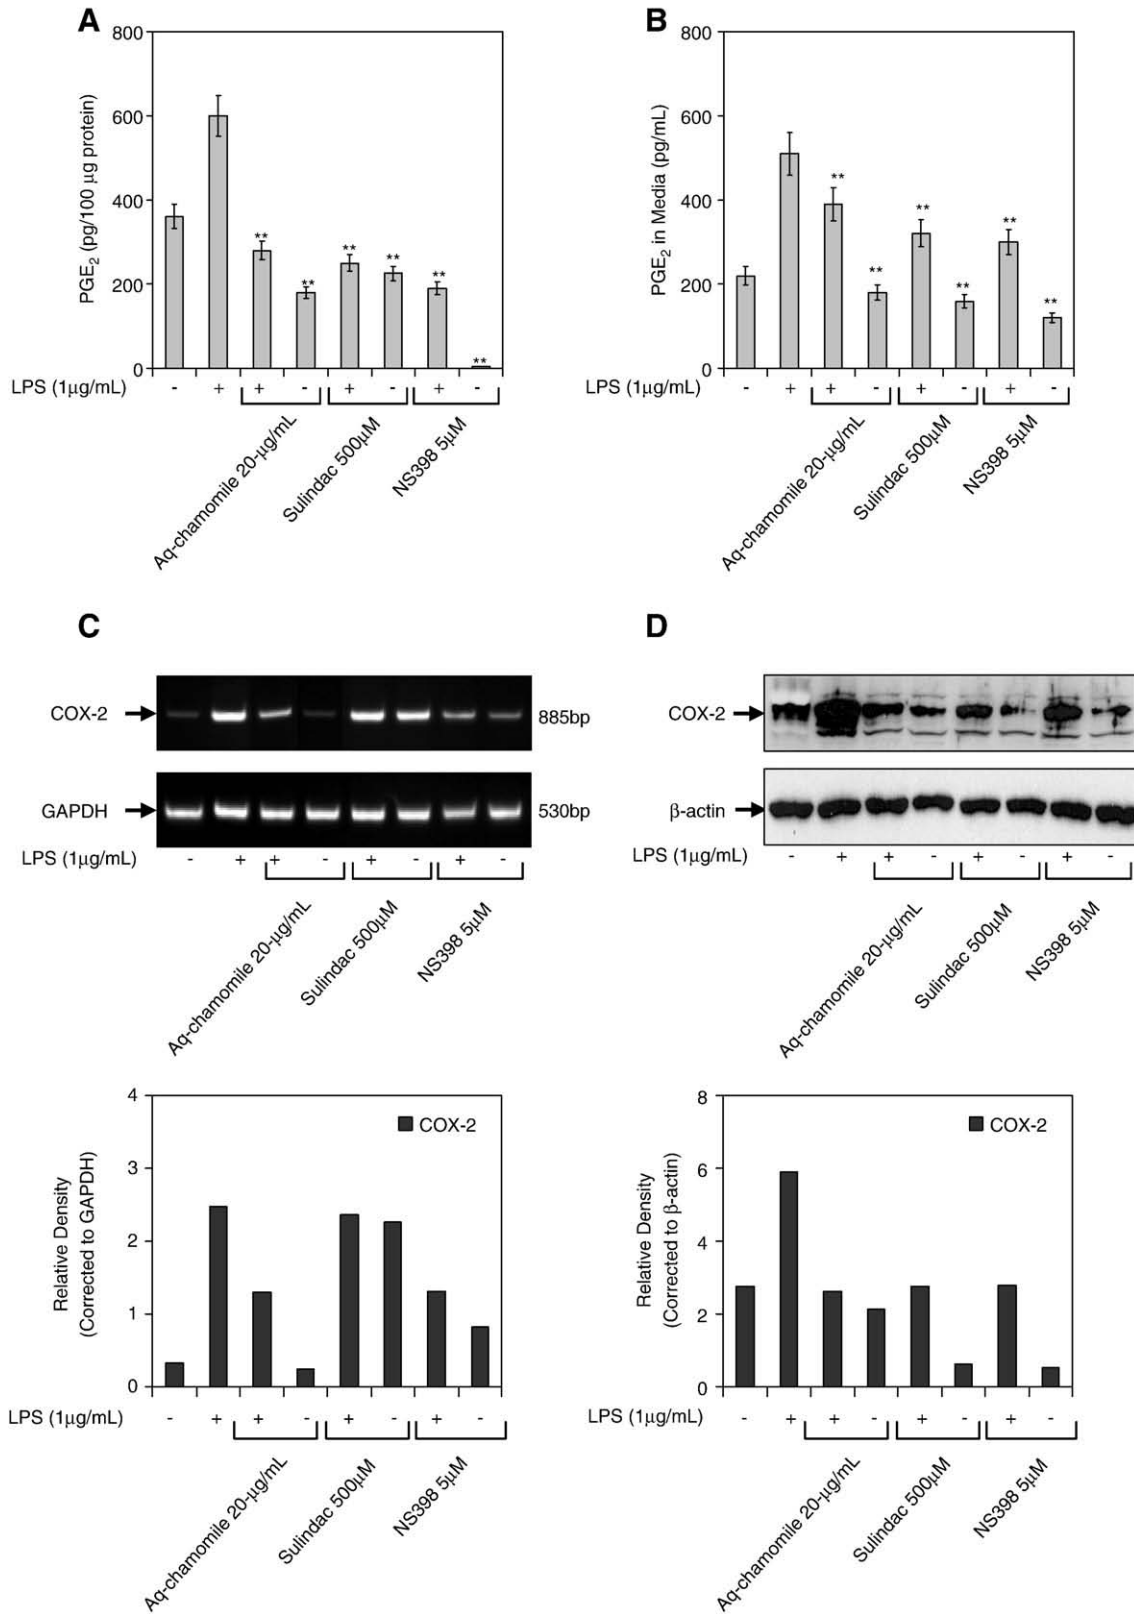 A
800
600
400
200
0
PGE2 (pg/100 μg protein)
** ** ** ** ** **
LPS (1μg/mL) - + + - + - + -
Aq-chamomile 20-μg/mL
Sulindac 500μM
NS398 5μM
B
800
600
400
200
0
PGE2 in Media (pg/mL)
** ** ** ** ** **
LPS (1μg/mL) - + + - + - + -
Aq-chamomile 20-μg/mL
Sulindac 500μM
NS398 5μM
C
COX-2 885bp
GAPDH 530bp
LPS (1μg/mL) - + + - + - + -
Aq-chamomile 20-μg/mL
Sulindac 500μM
NS398 5μM
4
3
2
1
0
Relative Density
(Corrected to GAPDH)
COX-2
LPS (1μg/mL) - + + - + - + -
Aq-chamomile 20-μg/mL
Sulindac 500μM
NS398 5μM
D
COX-2
β-actin
LPS (1μg/mL) - + + - + - + -
Aq-chamomile 20-μg/mL
Sulindac 500μM
NS398 5μM
8
6
4
2
0
Relative Density
(Corrected to β-actin)
COX-2
LPS (1μg/mL) - + + - + - + -
Aq-chamomile 20-μg/mL
Sulindac 500μM
NS398 5μM